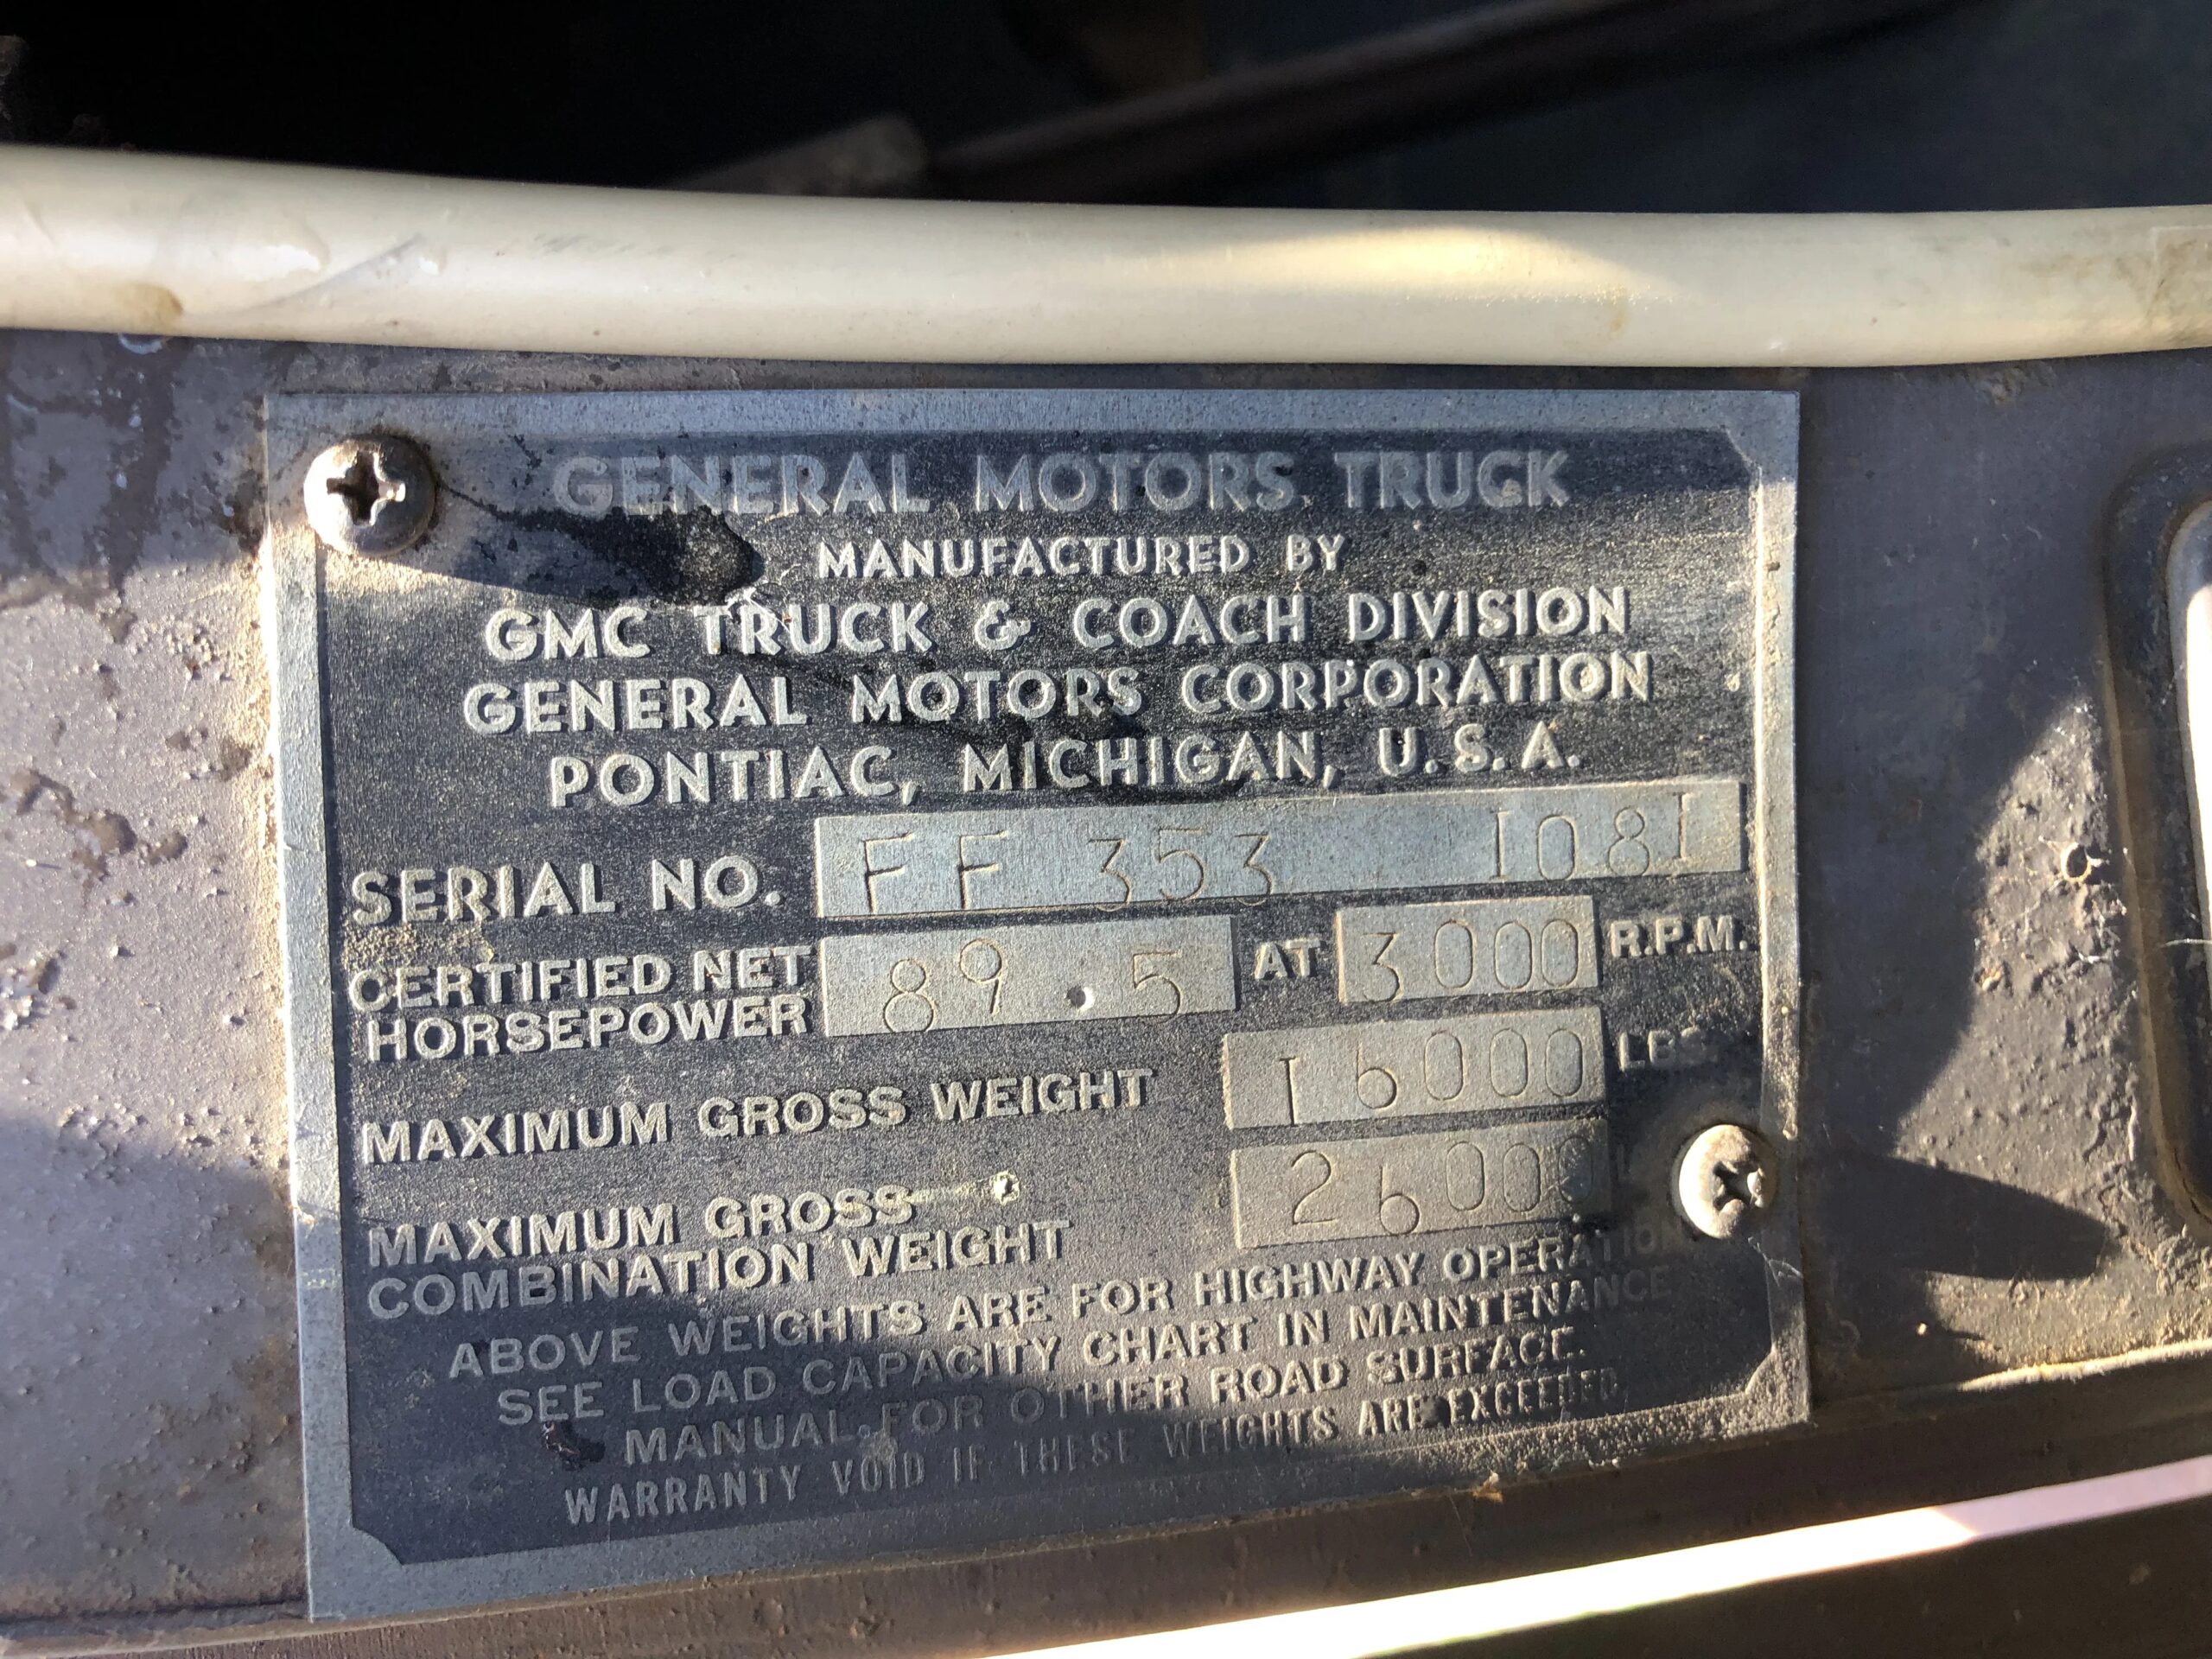 GENERAL MOTORS TRUCK
MANUFACTURED BY
GMC TRUCK & COACH DIVISION
GENERAL MOTORS CORPORATION
PONTIAC, MICHIGAN, U.S.A.
SERIAL NO. FF 353 1081
CERTIFIED NET HORSEPOWER 89.5 AT 3000 R.P.M.
MAXIMUM GROSS WEIGHT 16000 LBS.
MAXIMUM GROSS COMBINATION WEIGHT 26000
ABOVE WEIGHTS ARE FOR HIGHWAY OPERATION
SEE LOAD CAPACITY CHART IN MAINTENANCE
MANUAL FOR OTHER ROAD SURFACE.
WARRANTY VOID IF THESE WEIGHTS ARE EXCEEDED